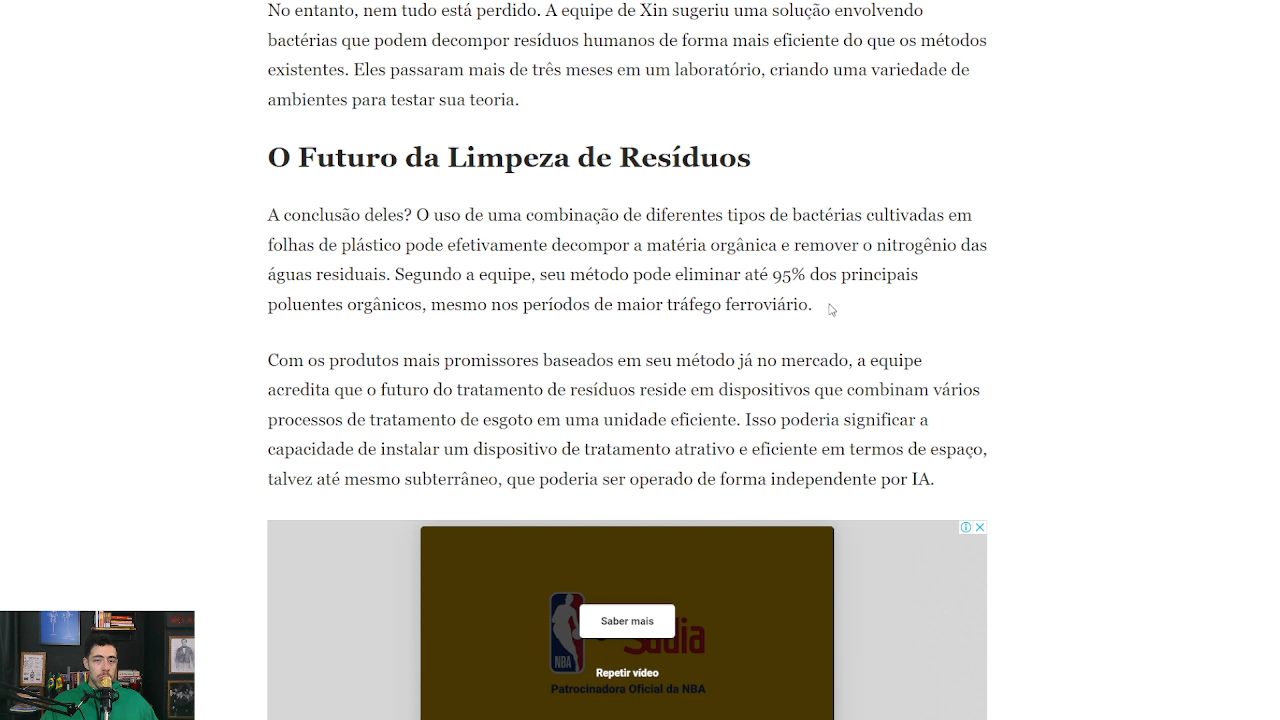 No entanto, nem tudo está perdido. A equipe de Xin sugeriu uma solução envolvendo
bactérias que podem decompor resíduos humanos de forma mais eficiente do que os métodos
existentes. Eles passaram mais de três meses em um laboratório, criando uma variedade de
ambientes para testar sua teoria.
O Futuro da Limpeza de Resíduos
A conclusão deles? O uso de uma combinação de diferentes tipos de bactérias cultivadas em
folhas de plástico pode efetivamente decompor a matéria orgânica e remover o nitrogênio das
águas residuais. Segundo a equipe, seu método pode eliminar até 95% dos principais
poluentes orgânicos, mesmo nos períodos de maior tráfego ferroviário.
Com os produtos mais promissores baseados em seu método já no mercado, a equipe
acredita que o futuro do tratamento de resíduos reside em dispositivos que combinam vários
processos de tratamento de esgoto em uma unidade eficiente. Isso poderia significar a
capacidade de instalar um dispositivo de tratamento atrativo e eficiente em termos de espaço,
talvez até mesmo subterrâneo, que poderia ser operado de forma independente por IA.
Saber mais
NBA
Sadia
Repetir vídeo
Patrocinadora Oficial da NBA